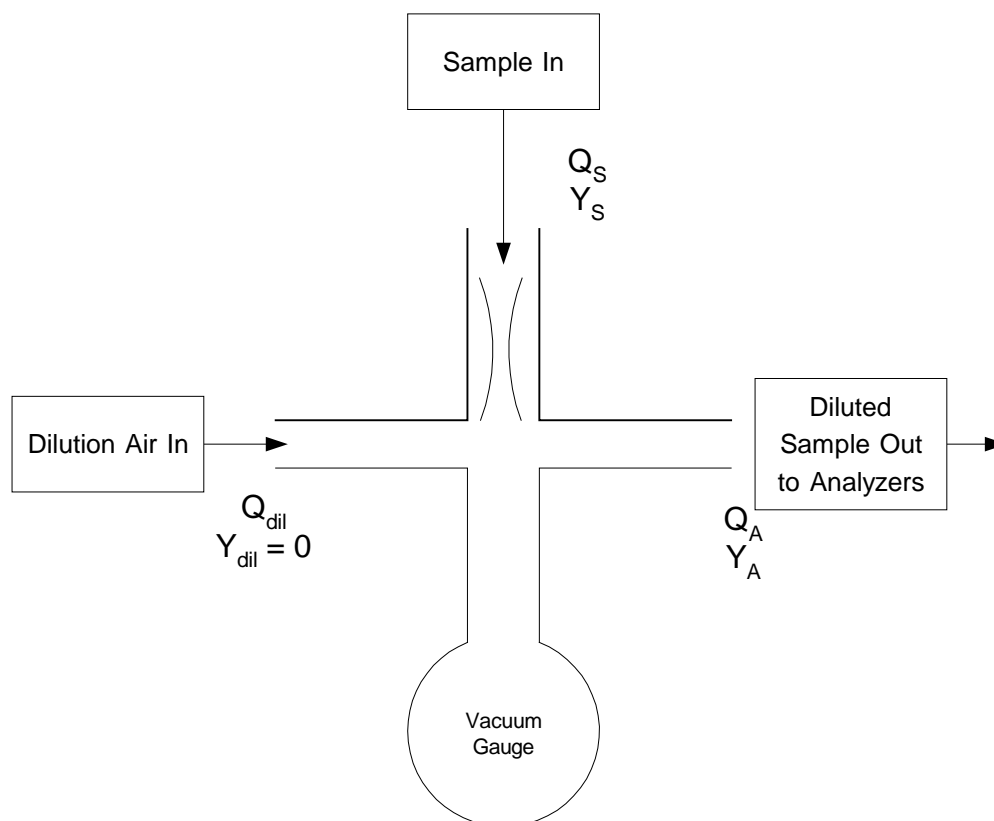 Sample In
Q_S
Y_S
Dilution Air In
Q_dil
Y_dil = 0
Diluted
Sample Out
to Analyzers
Q_A
Y_A
Vacuum
Gauge